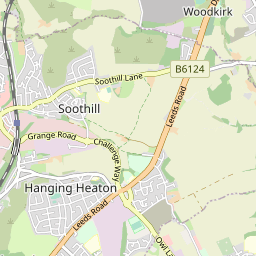 Woodkirk
Soothill Lane
B6124
Soothill
Leeds Road
Grange Road
Challenge Way
Hanging Heaton
Leeds Road
Owl La